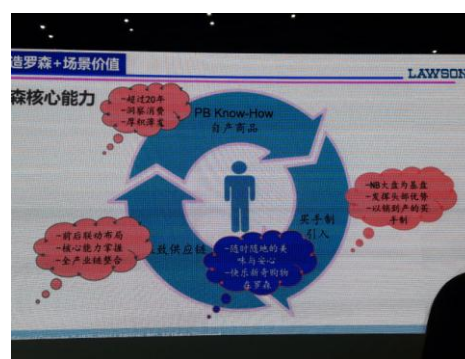 造罗森+场景价值
LAWSON
森核心能力
-超过20年
-洞察消费
-厚积薄发
PB Know-How
自产商品
-NB大盘为基盘
-发挥头部优势
-以销到产的买
手制
买手制
引入
-前后联动布局
-核心能力掌握
-全产业链整合
效供应链
-随时随地的美
味与安心
-快乐新奇购物
在罗森